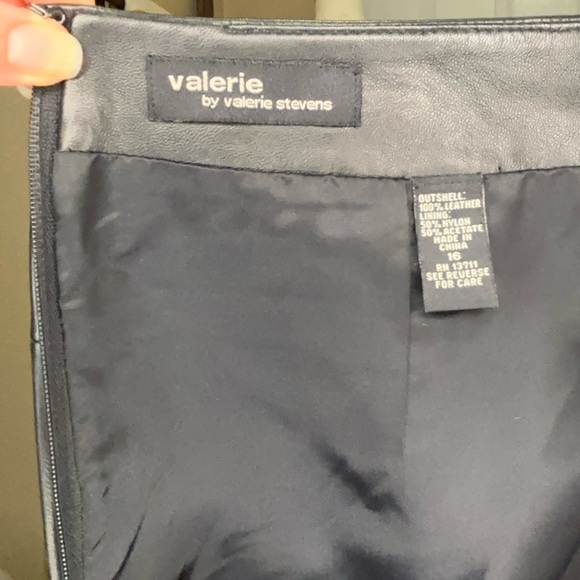 valerie
by valerie stevens
OUTSHELL:
100% LEATHER
LINING:
50% NYLON
50% ACETATE
MADE IN
CHINA
16
RN 13711
SEE REVERSE
FOR CARE